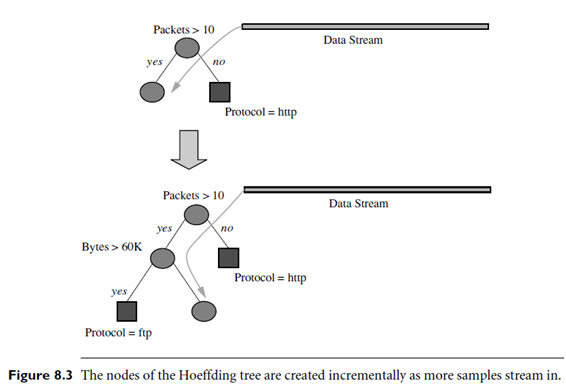 Packets > 10
Data Stream
yes
no
Protocol = http
Packets > 10
Data Stream
yes
no
Bytes > 60K
Protocol = http
yes
Protocol = ftp
Figure 8.3 The nodes of the Hoeffding tree are created incrementally as more samples stream in.